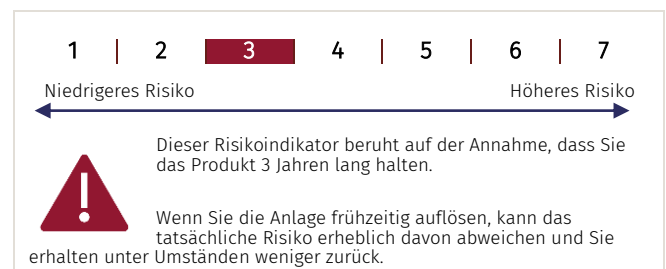 1 | 2 | 3 | 4 | 5 | 6 | 7
Niedrigeres Risiko Höheres Risiko
Dieser Risikoindikator beruht auf der Annahme, dass Sie
das Produkt 3 Jahren lang halten.
Wenn Sie die Anlage frühzeitig auflösen, kann das
tatsächliche Risiko erheblich davon abweichen und Sie
erhalten unter Umständen weniger zurück.